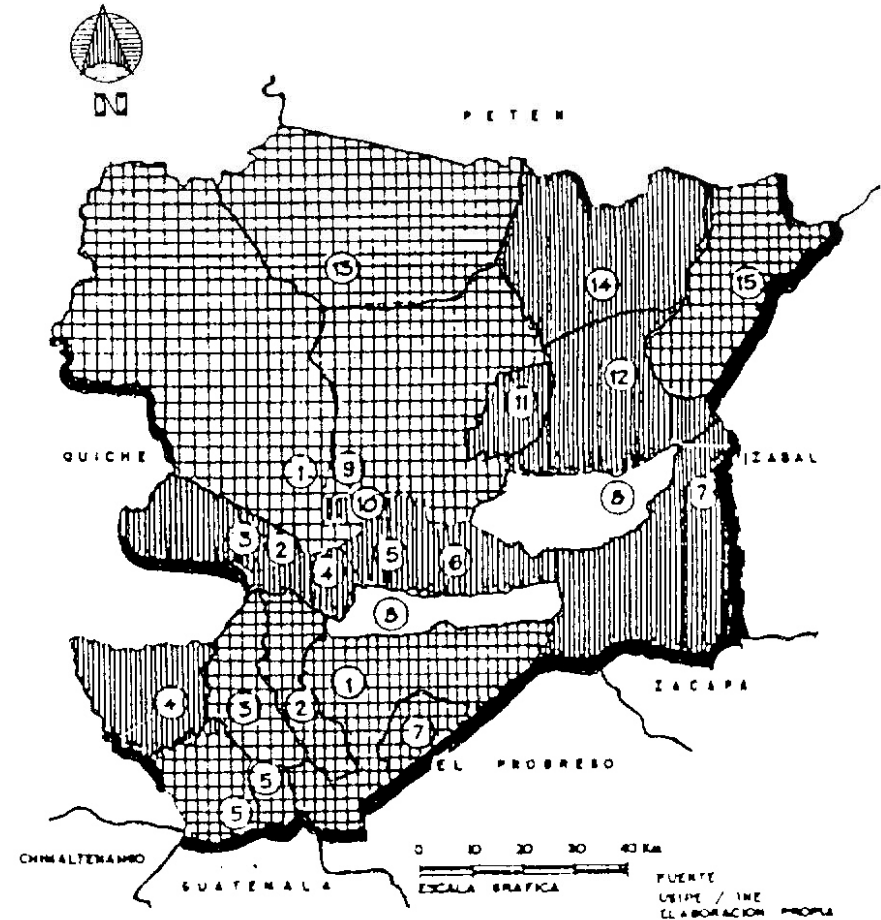 N
PETEN
13
14
15
12
11
QUICHE
1
9
IZABAL
8
7
10
3
2
5
6
4
8
1
ZACAPA
4
3
2
7
EL PROGRESO
5
5
CHIMALTENANGO
0 10 20 30 40 Km
GUATEMALA
ESCALA GRAFICA
FUENTE
USIPE / INE
ELABORACION PROPIA